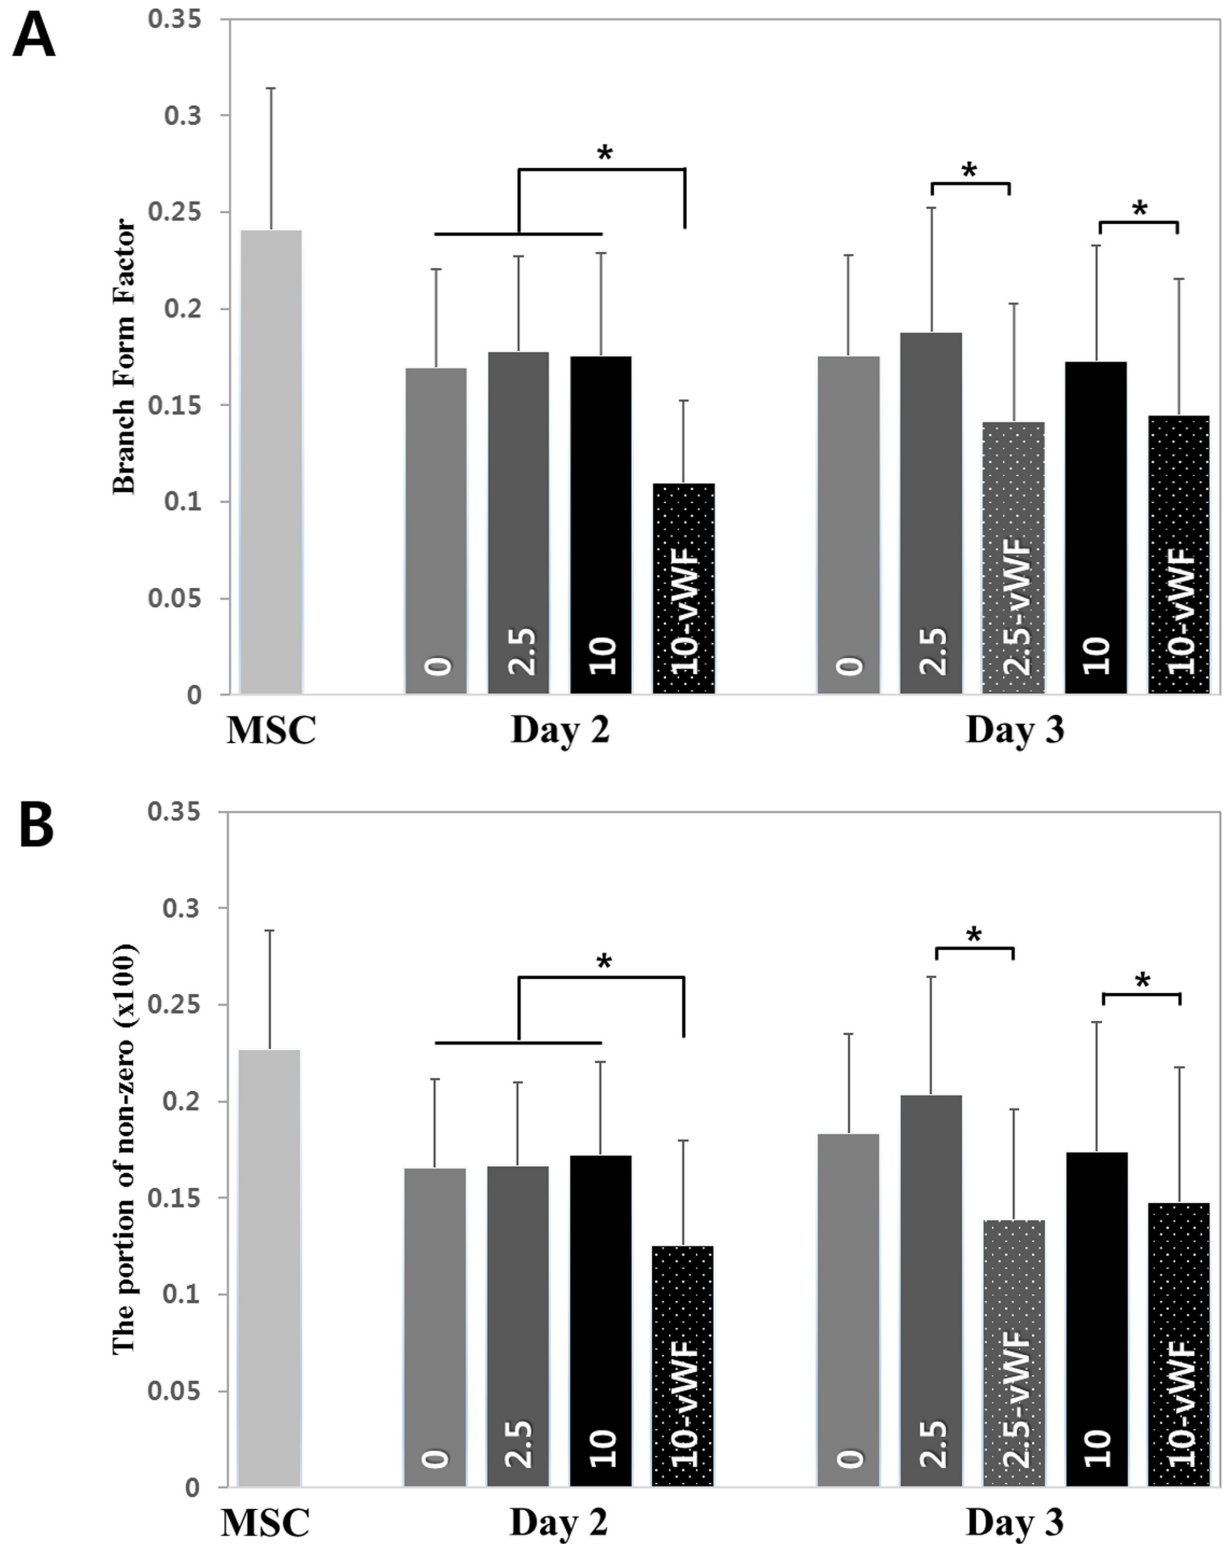 A
Branch Form Factor
0.35
0.3
0.25
0.2
0.15
0.1
0.05
0
* * *
0 2.5 10 10-vWF 0 2.5 2.5-vWF 10 10-vWF
MSC Day 2 Day 3
B
The portion of non-zero (x100)
0.35
0.3
0.25
0.2
0.15
0.1
0.05
0
* * *
0 2.5 10 10-vWF 0 2.5 2.5-vWF 10 10-vWF
MSC Day 2 Day 3